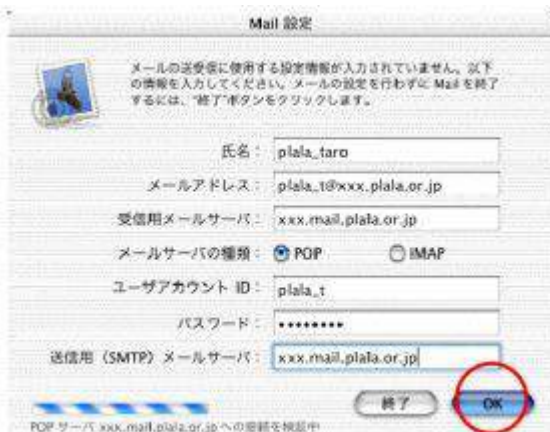 Mail 設定
メールの送受信に使用する設定情報が入力されていません。以下
の情報を入力してください。メールの設定を行わずに Mail を終了
するには、"終了"ボタンをクリックします。
氏名： plala_taro
メールアドレス： plala_t@xxx.plala.or.jp
受信用メールサーバ： xxx.mail.plala.or.jp
メールサーバの種類： POP IMAP
ユーザアカウント ID： plala_t
パスワード： ••••••••
送信用（SMTP）メールサーバ： xxx.mail.plala.or.jp
終了 OK
POP サーバ xxx.mail.plala.or.jp への接続を検証中